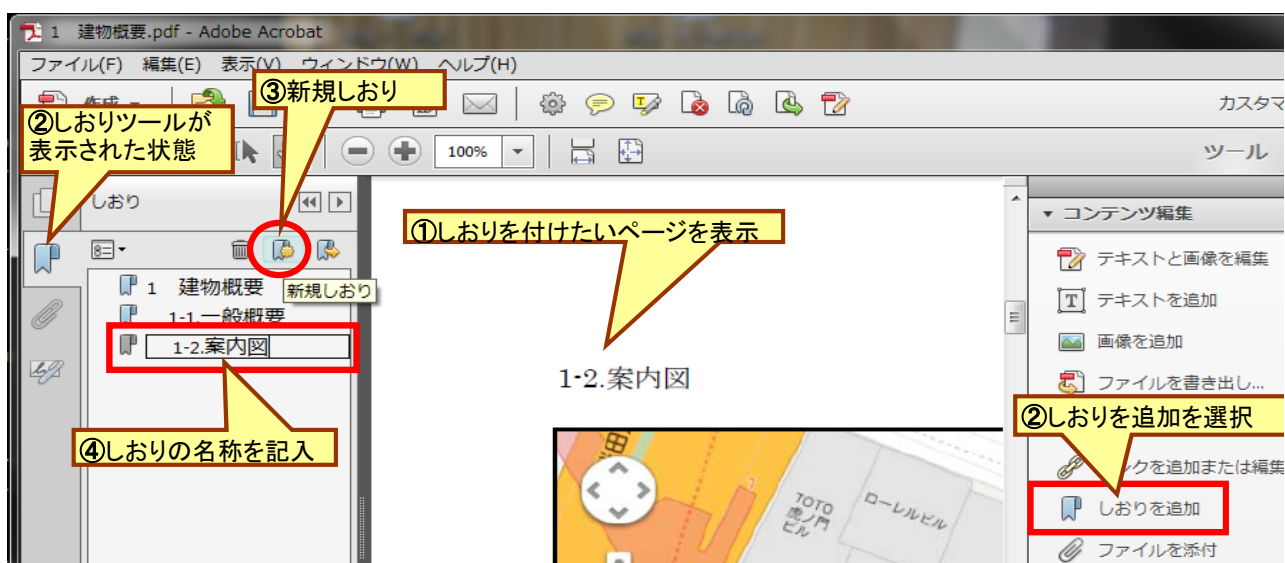 1 建物概要.pdf - Adobe Acrobat
ファイル(F) 編集(E) 表示(V) ウィンドウ(W) ヘルプ(H)
③新規しおり
カスタマ
②しおりツールが
表示された状態
100%
ツール
しおり
①しおりを付けたいページを表示
コンテンツ編集
テキストと画像を編集
1 建物概要
新規しおり
テキストを追加
1-1.一般概要
1-2.案内図
画像を追加
1-2.案内図
ファイルを書き出し...
②しおりを追加を選択
④しおりの名称を記入
ンクを追加または編集
TOTO
虎ノ門
ビル
ローレルビル
しおりを追加
ファイルを添付